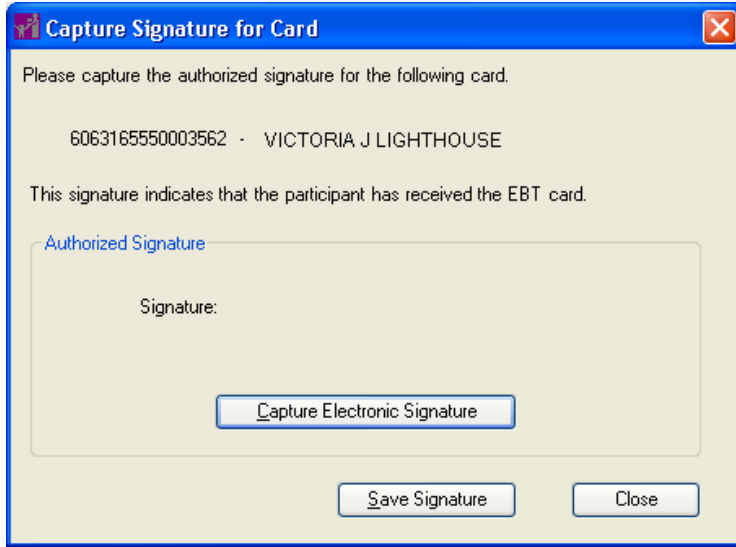 Capture Signature for Card
Please capture the authorized signature for the following card.
6063165550003562 - VICTORIA J LIGHTHOUSE
This signature indicates that the participant has received the EBT card.
Authorized Signature
Signature:
Capture Electronic Signature
Save Signature Close